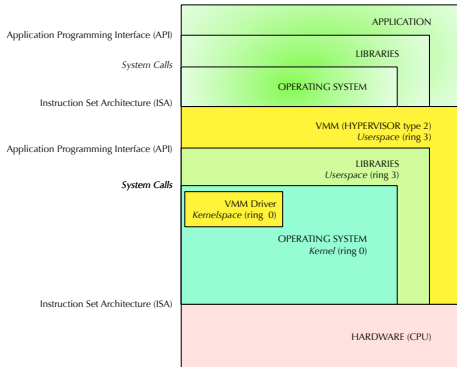 APPLICATION
Application Programming Interface (API)
LIBRARIES
System Calls
OPERATING SYSTEM
Instruction Set Architecture (ISA)
VMM (HYPERVISOR type 2)
Userspace (ring 3)
Application Programming Interface (API)
LIBRARIES
Userspace (ring 3)
System Calls
VMM Driver
Kernelspace (ring 0)
OPERATING SYSTEM
Kernel (ring 0)
Instruction Set Architecture (ISA)
HARDWARE (CPU)